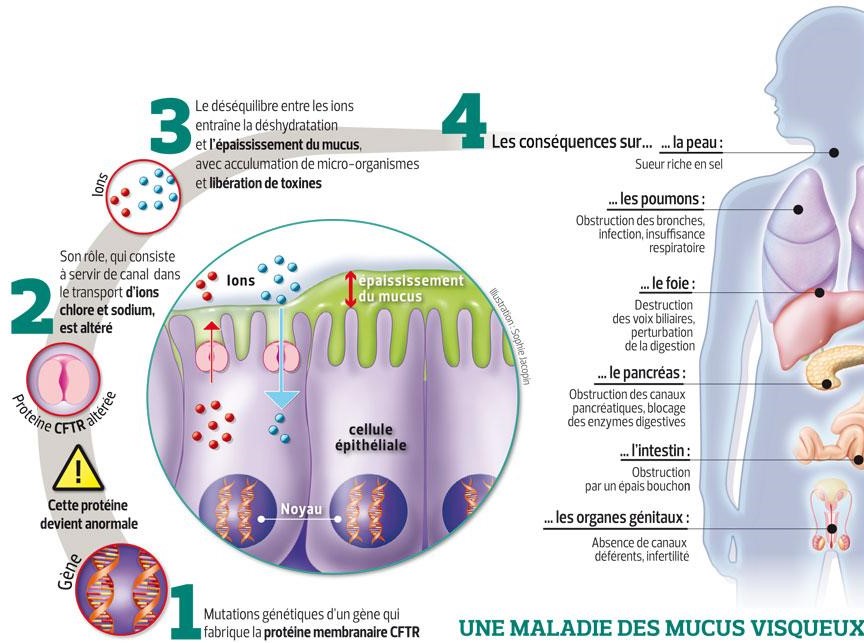 3
Le déséquilibre entre les ions
entraîne la déshydratation
et l'épaississement du mucus,
avec acculumation de micro-organismes
et libération de toxines
Ions
4
Les conséquences sur...
... la peau :
Sueur riche en sel
... les poumons :
Obstruction des bronches,
infection, insuffisance
respiratoire
... le foie :
Destruction
des voix biliaires,
perturbation
de la digestion
... le pancréas :
Obstruction des canaux
pancréatiques, blocage
des enzymes digestives
... l'intestin :
Obstruction
par un épais bouchon
... les organes génitaux :
Absence de canaux
déférents, infertilité
2
Son rôle, qui consiste
à servir de canal dans
le transport d'ions
chlore et sodium,
est altéré
Protéine CFTR altérée
!
Cette protéine
devient anormale
Gène
1
Mutations génétiques d'un gène qui
fabrique la protéine membranaire CFTR
Ions
épaississement
du mucus
cellule
épithéliale
Noyau
Illustration : Sophie Jacopin
UNE MALADIE DES MUCUS VISQUEUX